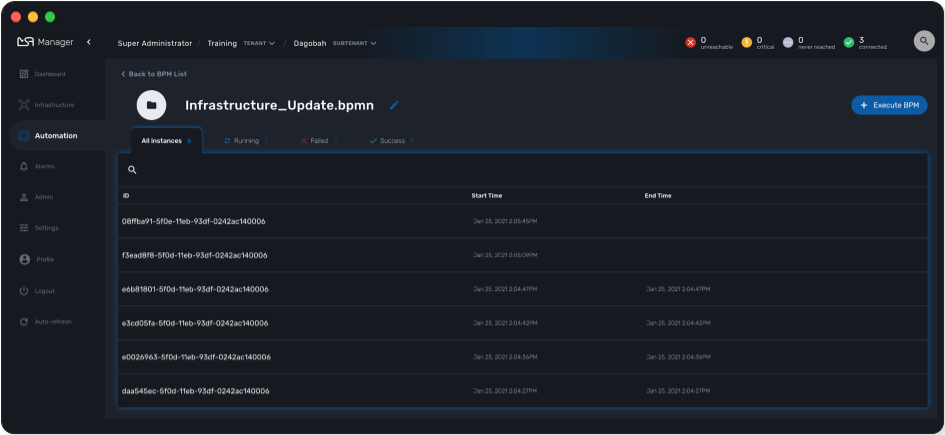 MSA Manager
Super Administrator / Training TENANT / Dagobah SUBTENANT
0 unreachable
0 critical
0 never reached
3 connected
Dashboard
Infrastructure
Automation
Alarms
Admin
Settings
Profile
Logout
Auto-refresh
Back to BPM List
Infrastructure_Update.bpmn
+ Execute BPM
All instances 6 Running Failed Success
ID Start Time End Time
08ffba91-5f0e-11eb-93df-0242ac140006 Jan 25, 2021 2:05:45PM
f3ead8f8-5f0d-11eb-93df-0242ac140006 Jan 25, 2021 2:05:09PM
e6b81801-5f0d-11eb-93df-0242ac140006 Jan 25, 2021 2:04:47PM Jan 25, 2021 2:04:47PM
e3cd05fa-5f0d-11eb-93df-0242ac140006 Jan 25, 2021 2:04:42PM Jan 25, 2021 2:04:42PM
e0026963-5f0d-11eb-93df-0242ac140006 Jan 25, 2021 2:04:36PM Jan 25, 2021 2:04:36PM
daa545ec-5f0d-11eb-93df-0242ac140006 Jan 25, 2021 2:04:27PM Jan 25, 2021 2:04:27PM